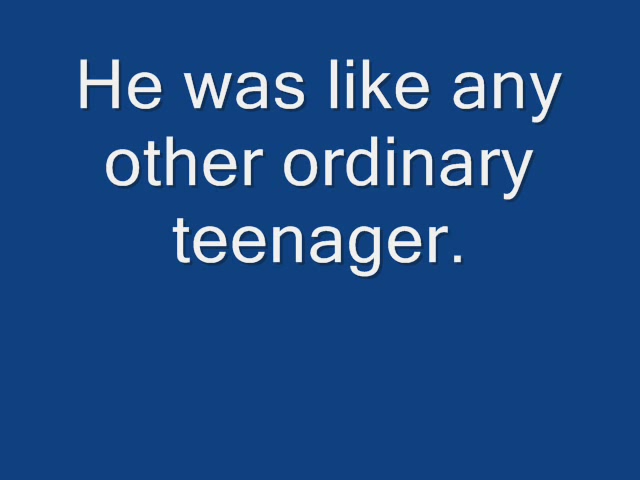 He was like any
other ordinary
teenager.